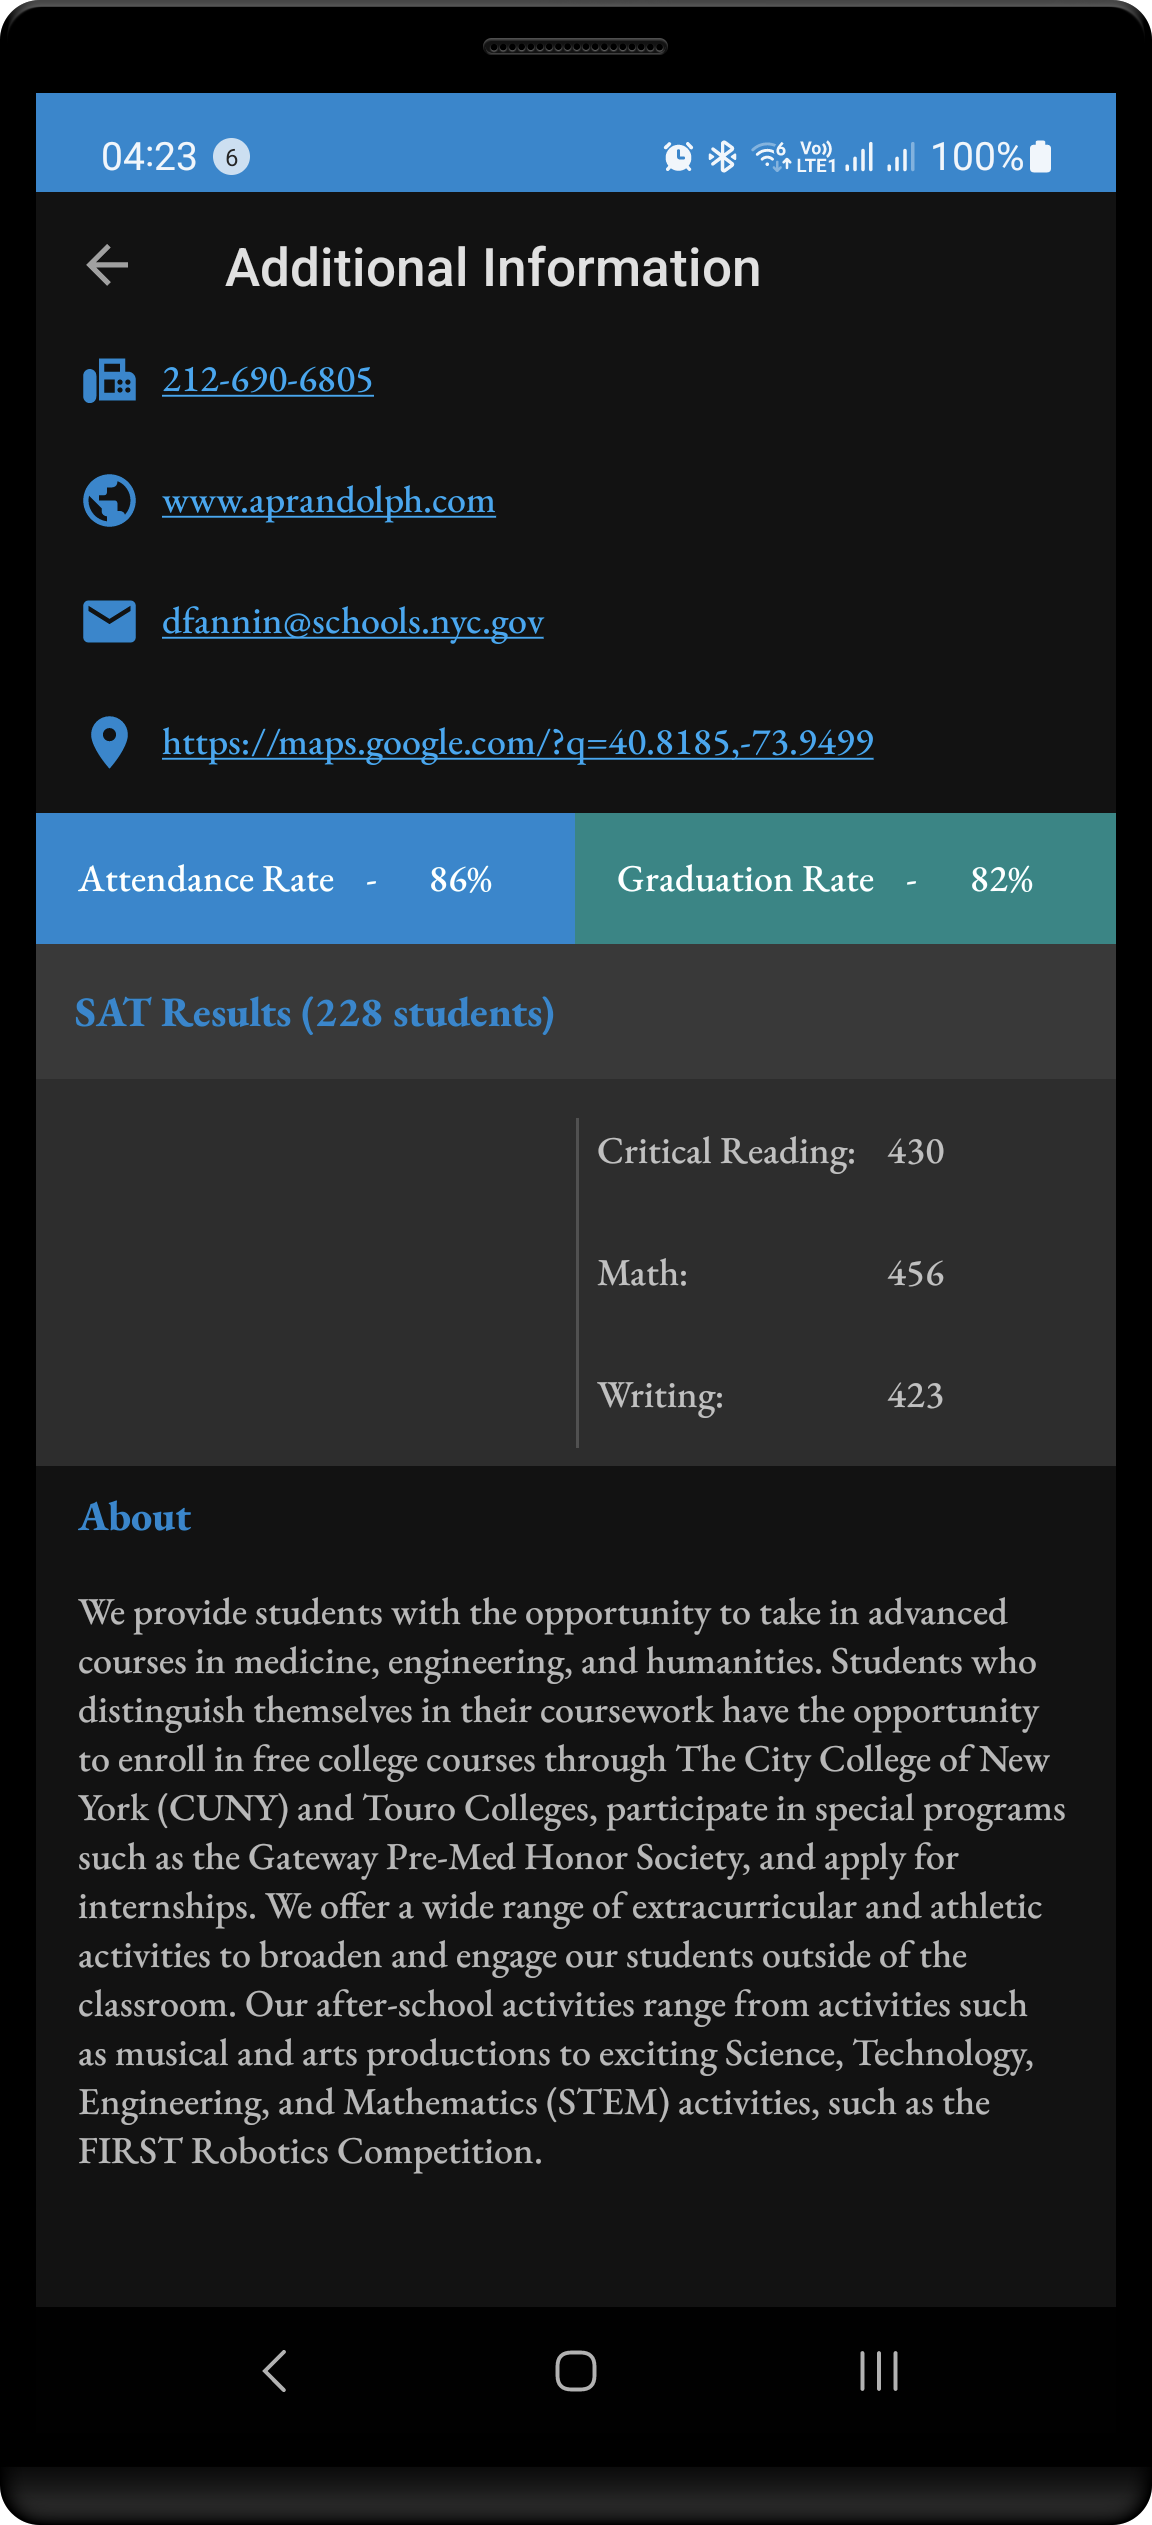 04:23 6 6 Vo)) LTE1 100%
Additional Information
212-690-6805
www.aprandolph.com
dfannin@schools.nyc.gov
https://maps.google.com/?q=40.8185,-73.9499
Attendance Rate - 86% Graduation Rate - 82%
SAT Results (228 students)
Critical Reading: 430
Math: 456
Writing: 423
About
We provide students with the opportunity to take in advanced
courses in medicine, engineering, and humanities. Students who
distinguish themselves in their coursework have the opportunity
to enroll in free college courses through The City College of New
York (CUNY) and Touro Colleges, participate in special programs
such as the Gateway Pre-Med Honor Society, and apply for
internships. We offer a wide range of extracurricular and athletic
activities to broaden and engage our students outside of the
classroom. Our after-school activities range from activities such
as musical and arts productions to exciting Science, Technology,
Engineering, and Mathematics (STEM) activities, such as the
FIRST Robotics Competition.